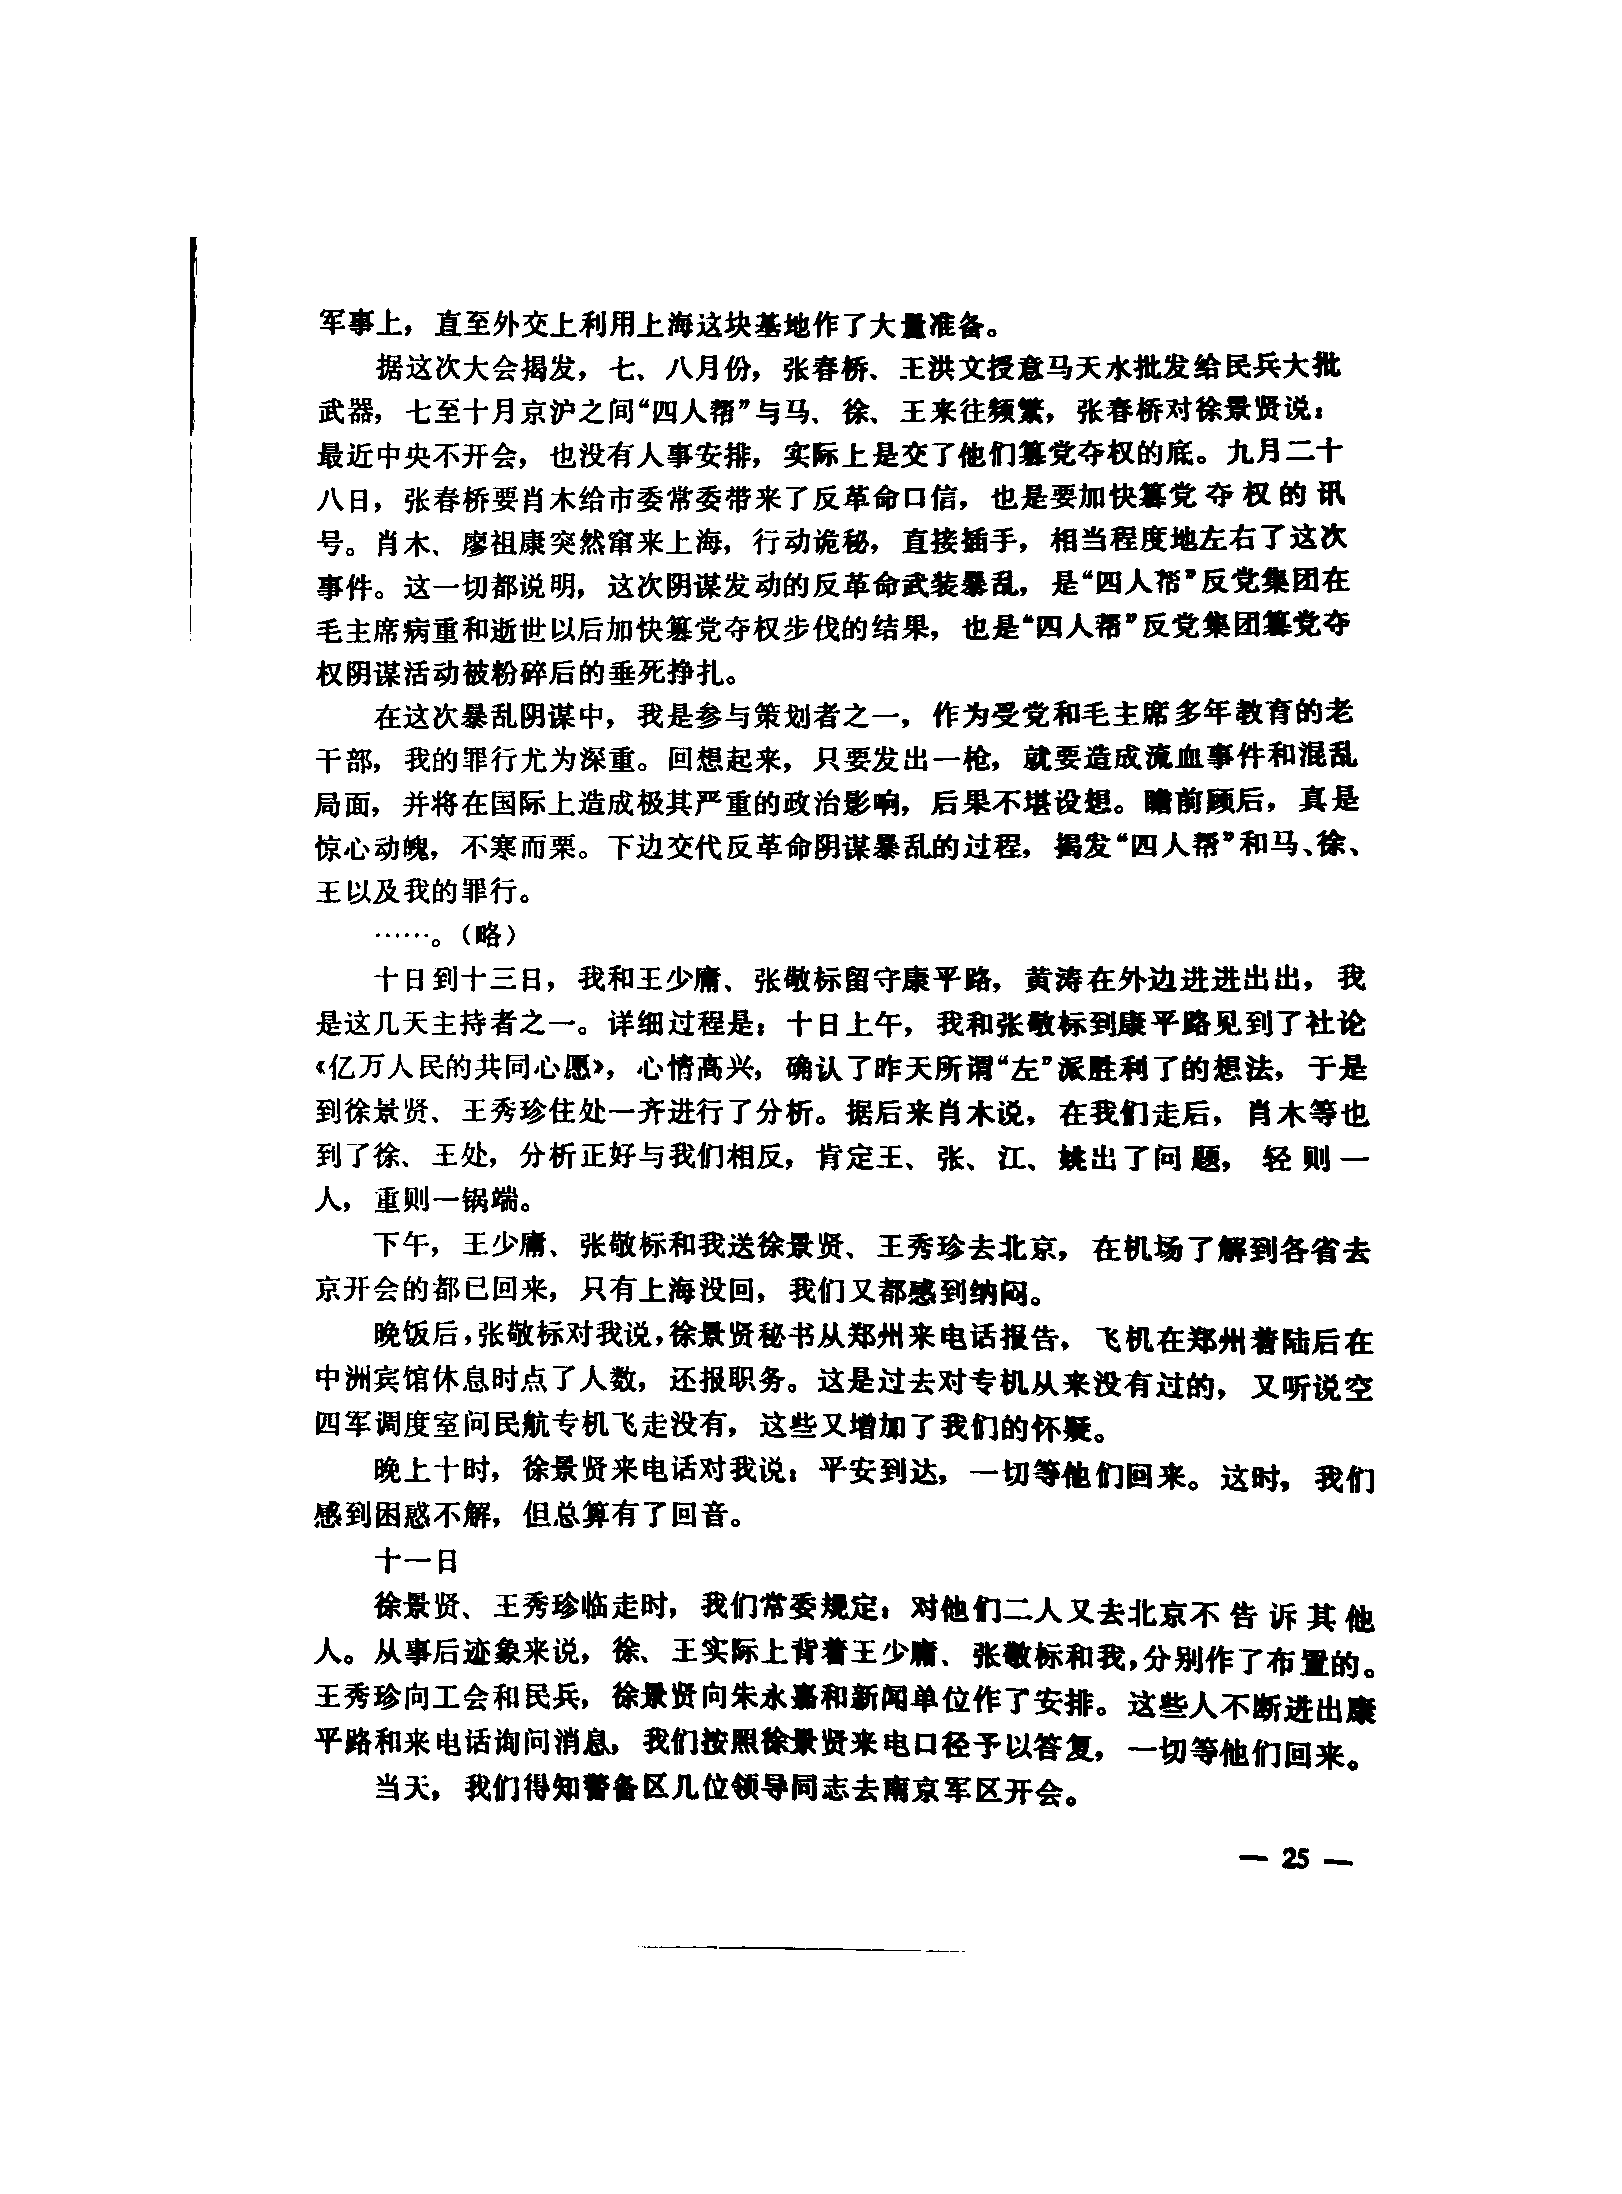 军事上，直至外交上利用上海这块基地作了大量准备。
据这次大会揭发，七、八月份，张春桥、王洪文授意马天水批发给民兵大批
武器，七至十月京沪之间“四人帮”与马、徐、王来往频繁，张春桥对徐景贤说：
最近中央不开会，也没有人事安排，实际上是交了他们篡党夺权的底。九月二十
八日，张春桥要肖木给市委常委带来了反革命口信，也是要加快篡党夺权的讯
号。肖木、廖祖康突然窜来上海，行动诡秘，直接插手，相当程度地左右了这次
事件。这一切都说明，这次阴谋发动的反革命武装暴乱，是“四人帮”反党集团在
毛主席病重和逝世以后加快篡党夺权步伐的结果，也是“四人帮”反党集团篡党夺
权阴谋活动被粉碎后的垂死挣扎。
在这次暴乱阴谋中，我是参与策划者之一，作为受党和毛主席多年教育的老
干部，我的罪行尤为深重。回想起来，只要发出一枪，就要造成流血事件和混乱
局面，并将在国际上造成极其严重的政治影响，后果不堪设想。瞻前顾后，真是
惊心动魄，不寒而栗。下边交代反革命阴谋暴乱的过程，揭发“四人帮”和马、徐、
王以及我的罪行。
……。（略）
十日到十三日，我和王少庸、张敬标留守康平路，黄涛在外边进进出出，我
是这几天主持者之一。详细过程是：十日上午，我和张敬标到康平路见到了社论
《亿万人民的共同心愿》，心情高兴，确认了昨天所谓“左”派胜利了的想法，于是
到徐景贤、王秀珍住处一齐进行了分析。据后来肖木说，在我们走后，肖木等也
到了徐、王处，分析正好与我们相反，肯定王、张、江、姚出了问题，轻则一
人，重则一锅端。
下午，王少庸、张敬标和我送徐景贤、王秀珍去北京，在机场了解到各省去
京开会的都已回来，只有上海没回，我们又都感到纳闷。
晚饭后，张敬标对我说，徐景贤秘书从郑州来电话报告，飞机在郑州着陆后在
中洲宾馆休息时点了人数，还报职务。这是过去对专机从来没有过的，又听说空
四军调度室问民航专机飞走没有，这些又增加了我们的怀疑。
晚上十时，徐景贤来电话对我说：平安到达，一切等他们回来。这时，我们
感到困惑不解，但总算有了回音。
十一日
徐景贤、王秀珍临走时，我们常委规定：对他们二人又去北京不告诉其他
人。从事后迹象来说，徐、王实际上背着王少庸、张敬标和我，分别作了布置的。
王秀珍向工会和民兵，徐景贤向朱永嘉和新闻单位作了安排。这些人不断进出康
平路和来电话询问消息，我们按照徐景贤来电口径予以答复，一切等他们回来。
当天，我们得知警备区几位领导同志去南京军区开会。
— 25 —